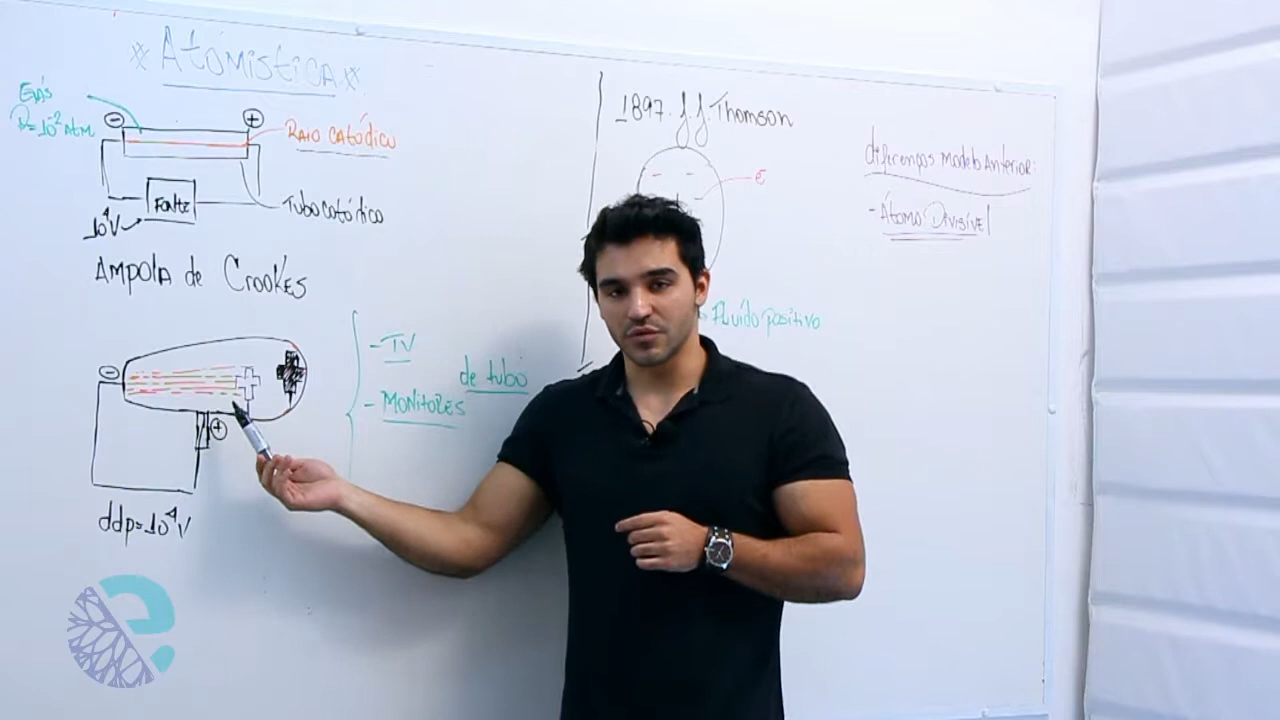 * Atomística *
Gás
P=10⁻² Atm
−
+
Raio catódico
Fonte
10⁴V
Tubo catódico
Ampola de Crookes
−
+
ddp=10⁴V
- TV
- Monitores
de tubo
1897. J.J. Thomson
e
Fluído positivo
diferenças Modelo Anterior:
- Átomo Divisível